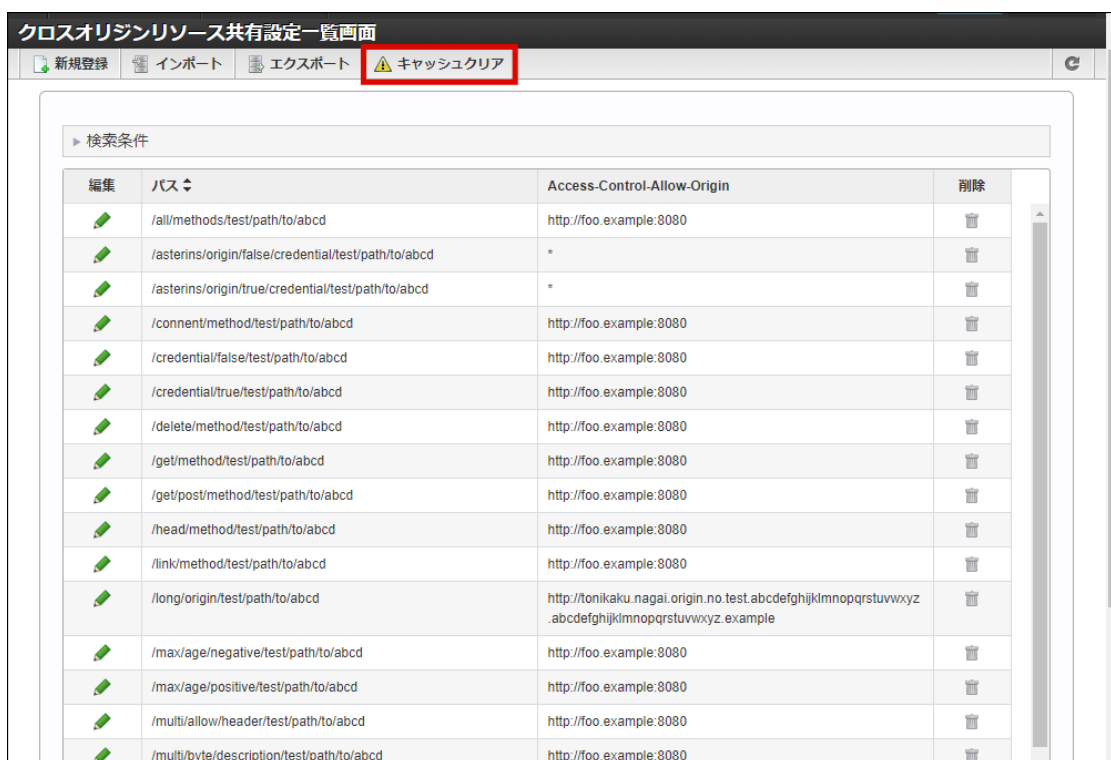 クロスオリジンリソース共有設定一覧画面
新規登録 インポート エクスポート キャッシュクリア
検索条件
編集 パス Access-Control-Allow-Origin 削除
/all/methods/test/path/to/abcd http://foo.example:8080
/asterins/origin/false/credential/test/path/to/abcd *
/asterins/origin/true/credential/test/path/to/abcd *
/connent/method/test/path/to/abcd http://foo.example:8080
/credential/false/test/path/to/abcd http://foo.example:8080
/credential/true/test/path/to/abcd http://foo.example:8080
/delete/method/test/path/to/abcd http://foo.example:8080
/get/method/test/path/to/abcd http://foo.example:8080
/get/post/method/test/path/to/abcd http://foo.example:8080
/head/method/test/path/to/abcd http://foo.example:8080
/link/method/test/path/to/abcd http://foo.example:8080
/long/origin/test/path/to/abcd http://tonikaku.nagai.origin.no.test.abcdefghijklmnopqrstuvwxyz
.abcdefghijklmnopqrstuvwxyz.example
/max/age/negative/test/path/to/abcd http://foo.example:8080
/max/age/positive/test/path/to/abcd http://foo.example:8080
/multi/allow/header/test/path/to/abcd http://foo.example:8080
/multi/byte/description/test/path/to/abcd http://foo.example:8080